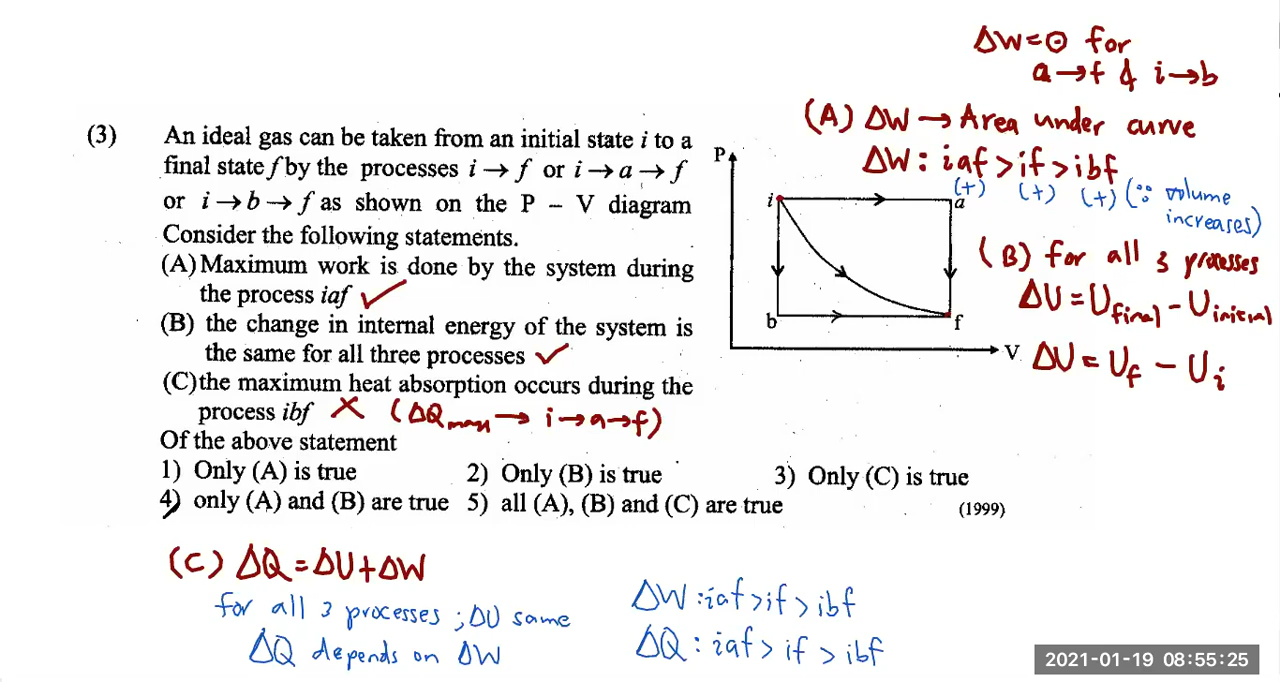 ΔW=0 for
a→f & i→b
(A) ΔW → Area under curve
ΔW : iaf > if > ibf
(+) (+) (+) (∵ volume
increases)
(3) An ideal gas can be taken from an initial state i to a
final state f by the processes i → f or i → a → f
or i → b → f as shown on the P – V diagram
Consider the following statements.
(A) Maximum work is done by the system during
the process iaf ✓
(B) the change in internal energy of the system is
the same for all three processes ✓
(C) the maximum heat absorption occurs during the
process ibf ✗ (ΔQmax → i→a→f)
Of the above statement
P
i
a
b
f
V
(B) for all 3 processes
ΔU = Ufinal - Uinitial
ΔU = Uf - Ui
1) Only (A) is true 2) Only (B) is true 3) Only (C) is true
4) only (A) and (B) are true 5) all (A), (B) and (C) are true (1999)
(C) ΔQ = ΔU + ΔW
for all 3 processes ; ΔU same
ΔQ depends on ΔW
ΔW : iaf > if > ibf
ΔQ : iaf > if > ibf
2021-01-19 08:55:25